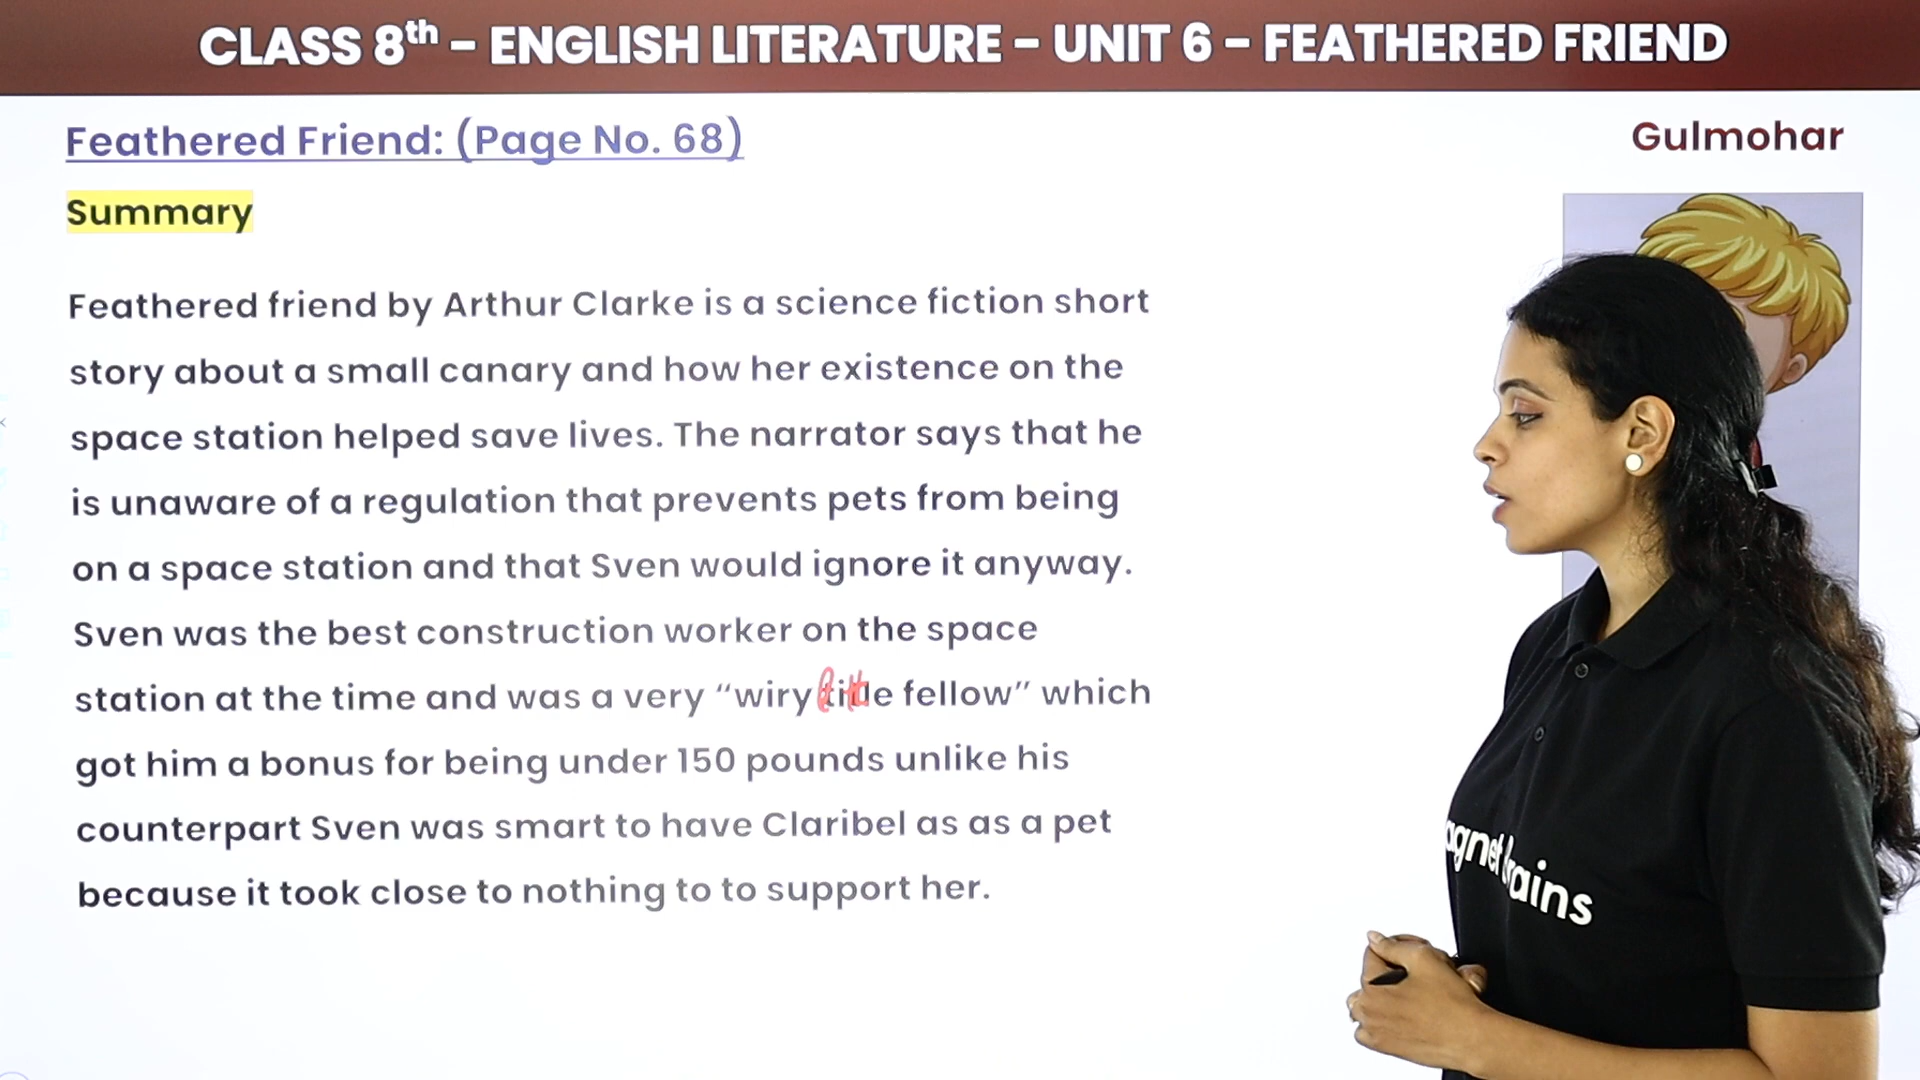 CLASS 8th – ENGLISH LITERATURE – UNIT 6 – FEATHERED FRIEND
Feathered Friend: (Page No. 68)
Gulmohar
Summary
Feathered friend by Arthur Clarke is a science fiction short
story about a small canary and how her existence on the
space station helped save lives. The narrator says that he
is unaware of a regulation that prevents pets from being
on a space station and that Sven would ignore it anyway.
Sven was the best construction worker on the space
station at the time and was a very “wiry little fellow” which
got him a bonus for being under 150 pounds unlike his
counterpart Sven was smart to have Claribel as as a pet
because it took close to nothing to to support her.
agnet Brains